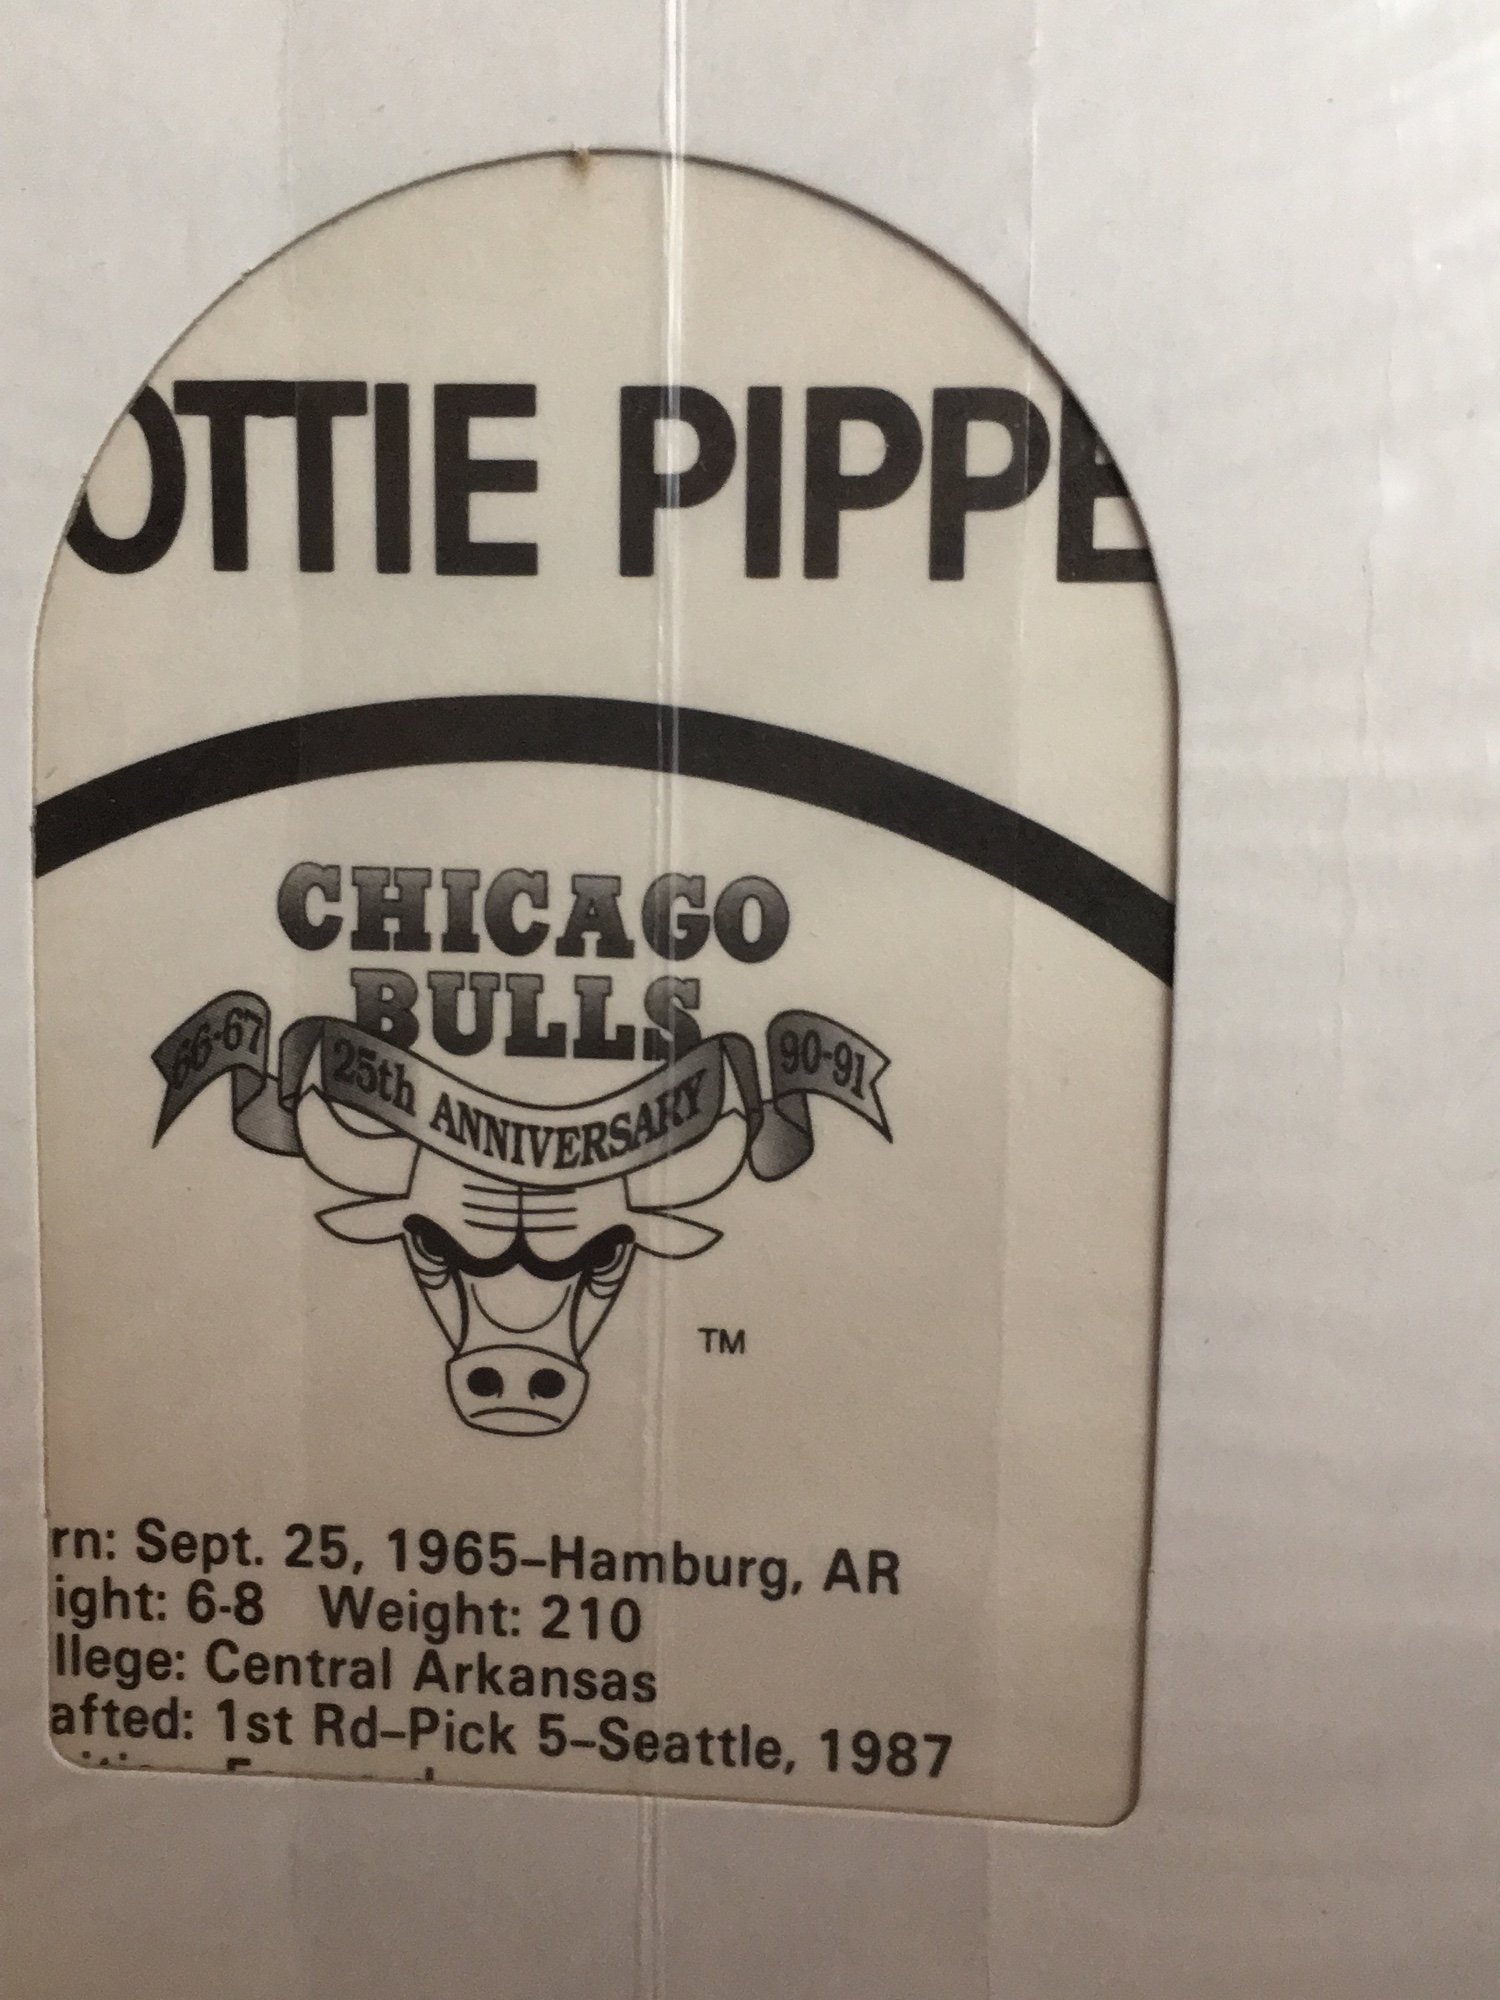 OTTIE PIPPE
CHICAGO
BULLS
66-67 25th ANNIVERSARY 90-91
TM
rn: Sept. 25, 1965–Hamburg, AR
ight: 6-8 Weight: 210
llege: Central Arkansas
afted: 1st Rd–Pick 5–Seattle, 1987